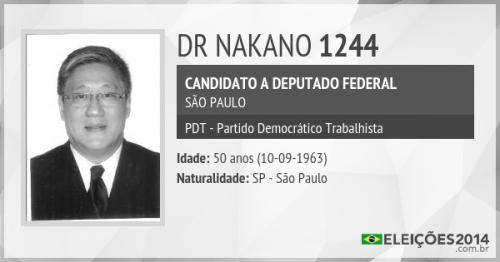 DR NAKANO 1244
CANDIDATO A DEPUTADO FEDERAL
SÃO PAULO
PDT - Partido Democrático Trabalhista
Idade: 50 anos (10-09-1963)
Naturalidade: SP - São Paulo
ELEIÇÕES2014
.com.br